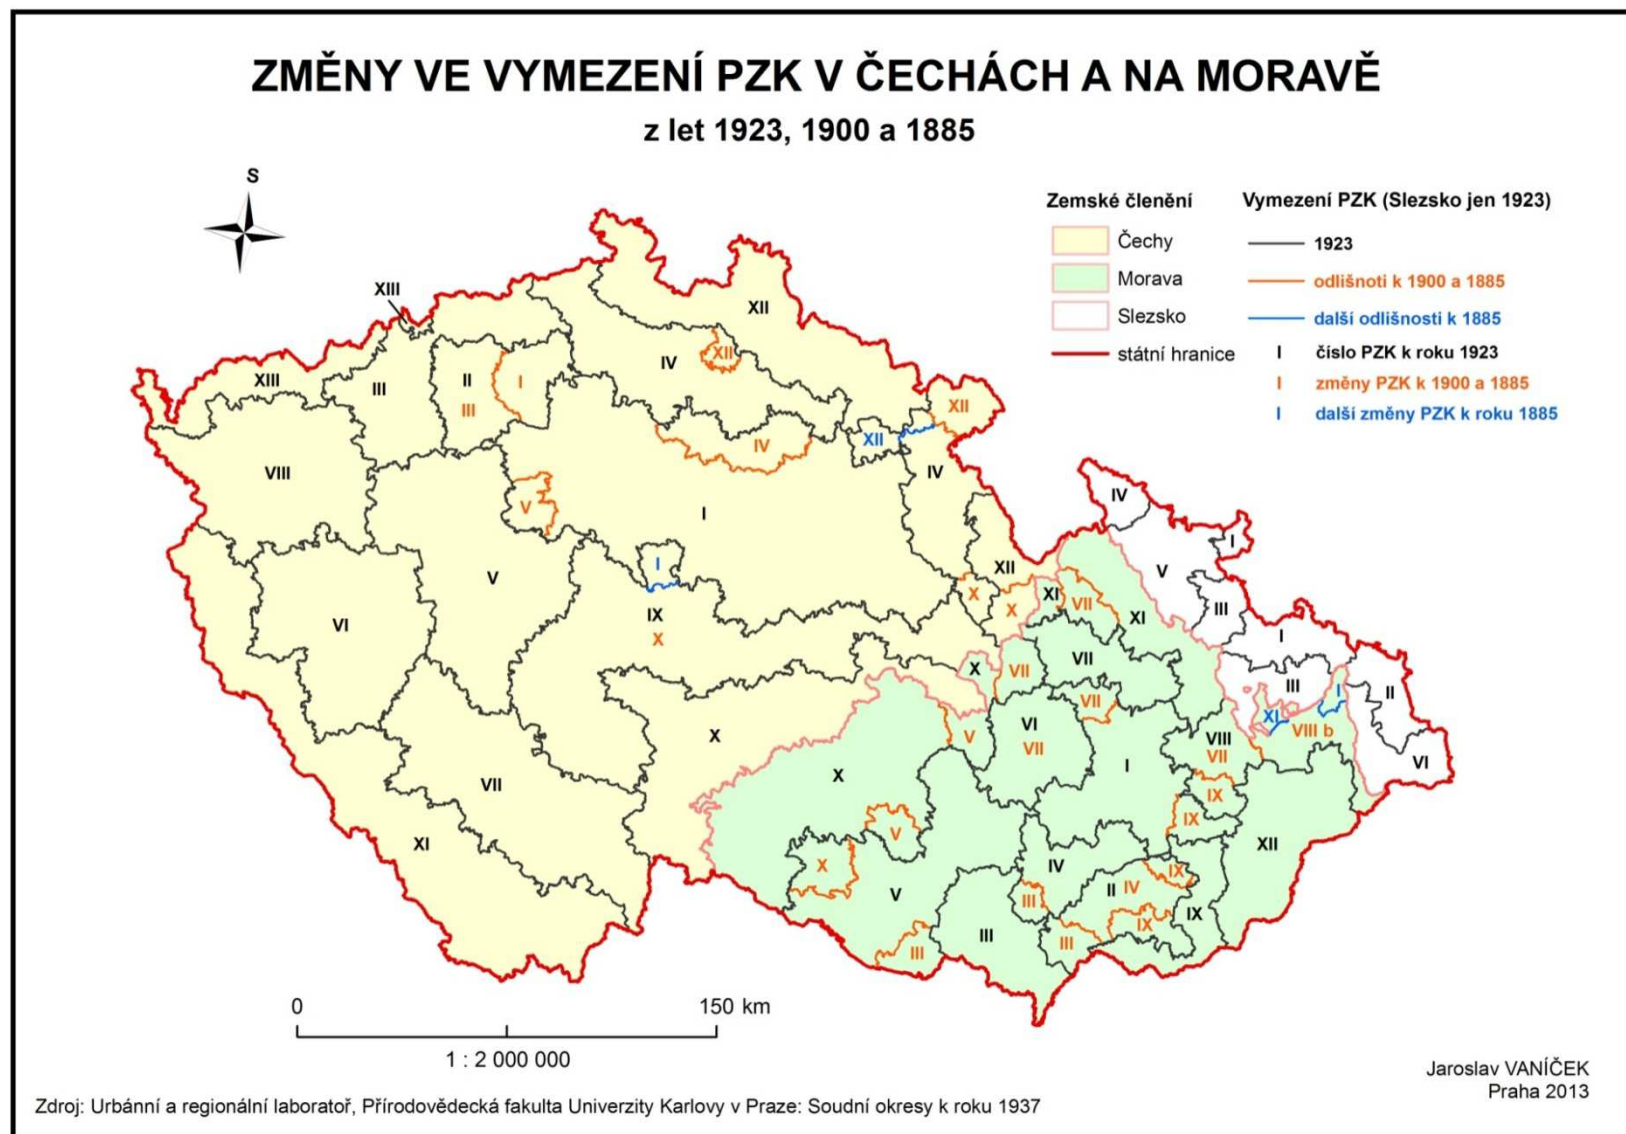 ZMĚNY VE VYMEZENÍ PZK V ČECHÁCH A NA MORAVĚ
z let 1923, 1900 a 1885
S
Zemské členění
Čechy
Morava
Slezsko
státní hranice
Vymezení PZK (Slezsko jen 1923)
1923
odlišnoti k 1900 a 1885
další odlišnosti k 1885
I číslo PZK k roku 1923
I změny PZK k 1900 a 1885
I další změny PZK k roku 1885
XIII
XII
XIII
III
II
III
I
IV
XII
XII
XII
IV
IV
VIII
V
I
IV
I
V
I
XII
V
III
XI
VII
XI
X
X
VI
V
IX
X
I
VII
VII
X
III
II
I
VII
VI
VII
V
XI
VIII b
VIII
VII
VI
X
X
I
IX
IX
VII
V
XI
X
IV
XII
V
III
II
IV
IX
IX
IX
III
III
III
0
150 km
1 : 2 000 000
Jaroslav VANÍČEK
Praha 2013
Zdroj: Urbánní a regionální laboratoř, Přírodovědecká fakulta Univerzity Karlovy v Praze: Soudní okresy k roku 1937